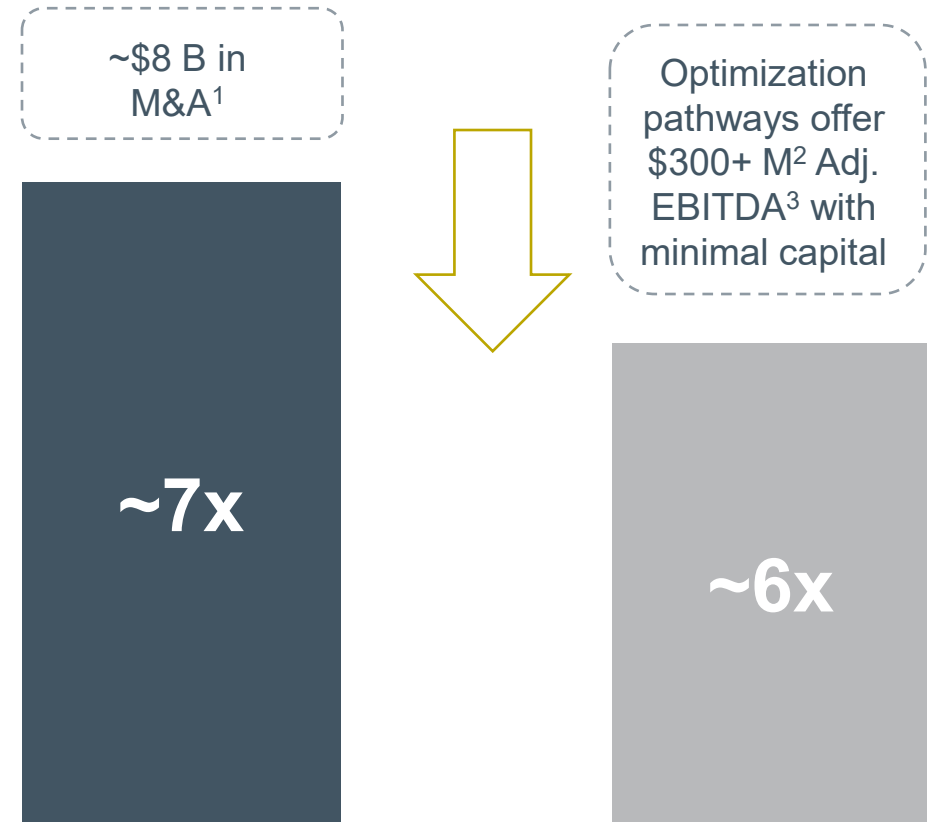 ~$8 B in
M&A¹
Optimization
pathways offer
$300+ M² Adj.
EBITDA³ with
minimal capital
~7x
~6x